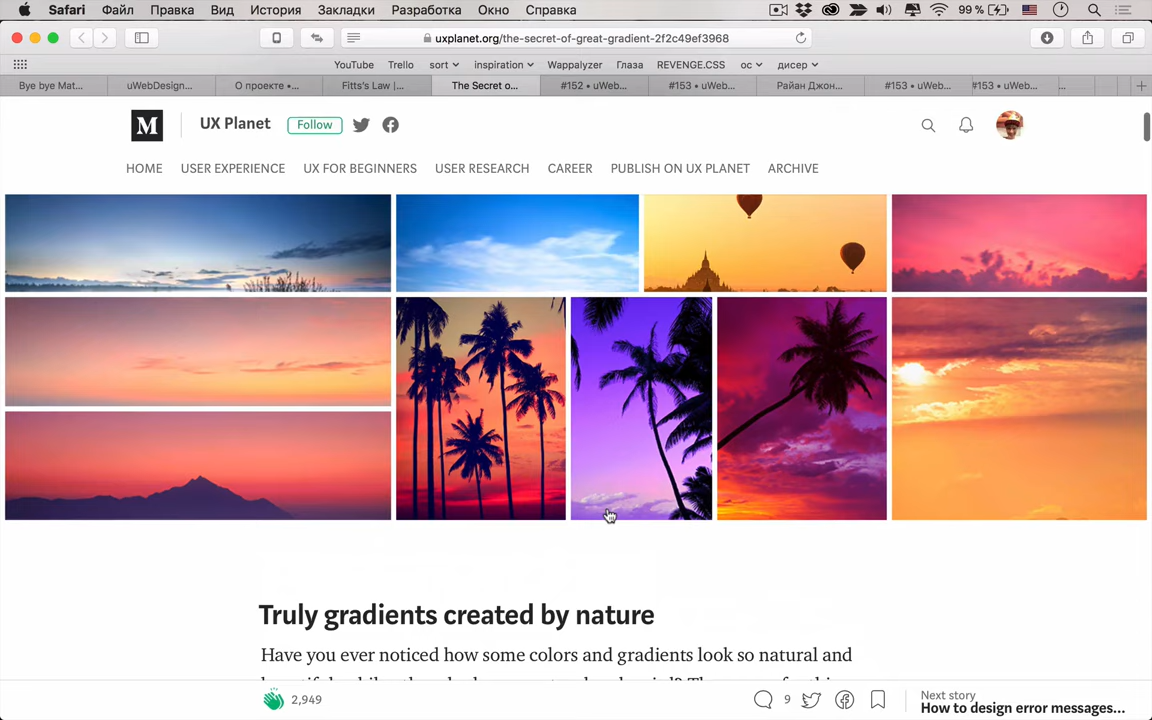 Safari Файл Правка Вид История Закладки Разработка Окно Справка 99 %
uxplanet.org/the-secret-of-great-gradient-2f2c49ef3968
YouTube Trello sort inspiration Wappalyzer Глаза REVENGE.CSS ос дисер
Bye bye Mat... uWebDesign... О проекте •... Fitts's Law |... The Secret o... #152 • uWeb... #153 • uWeb... Райан Джон... #153 • uWeb... #153 • uWeb... ...
M UX Planet Follow
HOME USER EXPERIENCE UX FOR BEGINNERS USER RESEARCH CAREER PUBLISH ON UX PLANET ARCHIVE
Truly gradients created by nature
Have you ever noticed how some colors and gradients look so natural and
2,949 9 Next story
How to design error messages...